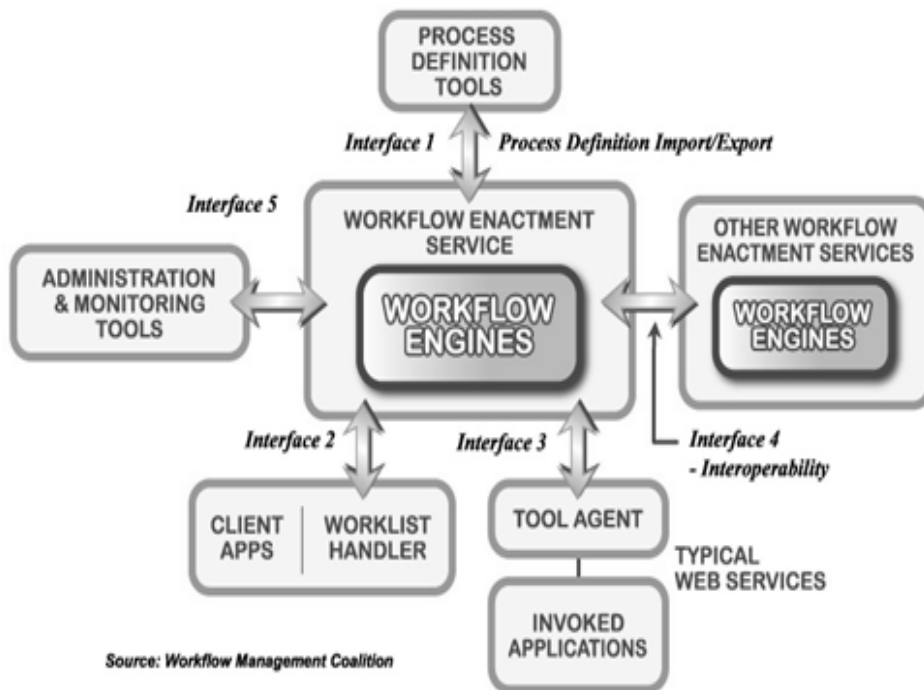 PROCESS
DEFINITION
TOOLS
Interface 1
Process Definition Import/Export
Interface 5
WORKFLOW ENACTMENT
SERVICE
WORKFLOW
ENGINES
OTHER WORKFLOW
ENACTMENT SERVICES
WORKFLOW
ENGINES
ADMINISTRATION
& MONITORING
TOOLS
Interface 2
Interface 3
Interface 4
- Interoperability
CLIENT
APPS
WORKLIST
HANDLER
TOOL AGENT
TYPICAL
WEB SERVICES
INVOKED
APPLICATIONS
Source: Workflow Management Coalition